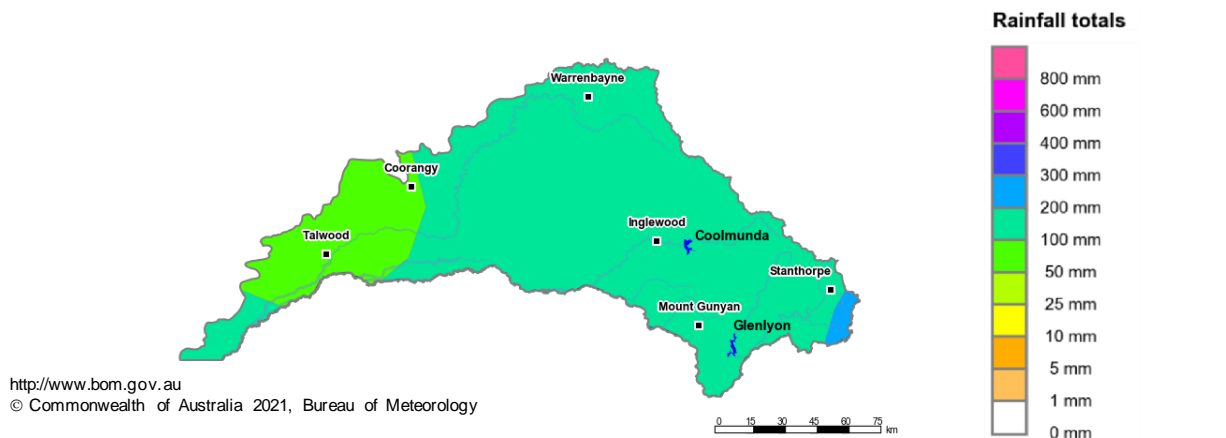 Rainfall totals
Warrenbayne
800 mm
600 mm
400 mm
Coorangy
300 mm
200 mm
Inglewood
Coolmunda
Talwood
100 mm
Stanthorpe
50 mm
Mount Gunyan
25 mm
Glenlyon
10 mm
5 mm
http://www.bom.gov.au
1 mm
© Commonwealth of Australia 2021, Bureau of Meteorology
0 15 30 45 60 75
km
0 mm